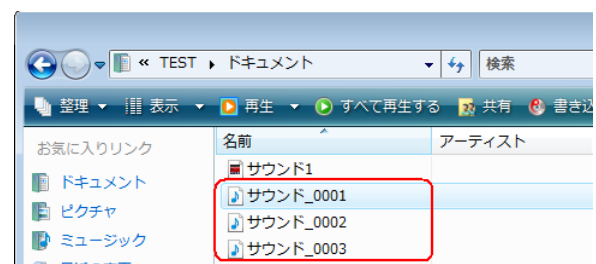 « TEST ▸ ドキュメント 検索
整理 表示 再生 すべて再生する 共有 書き込
お気に入りリンク
名前 アーティスト
サウンド1
ドキュメント
サウンド_0001
ピクチャ
サウンド_0002
ミュージック
サウンド_0003